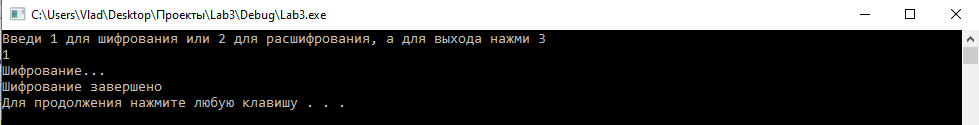 C:\Users\Vlad\Desktop\Проекты\Lab3\Debug\Lab3.exe
Введи 1 для шифрования или 2 для расшифрования, а для выхода нажми 3
1
Шифрование...
Шифрование завершено
Для продолжения нажмите любую клавишу . . .